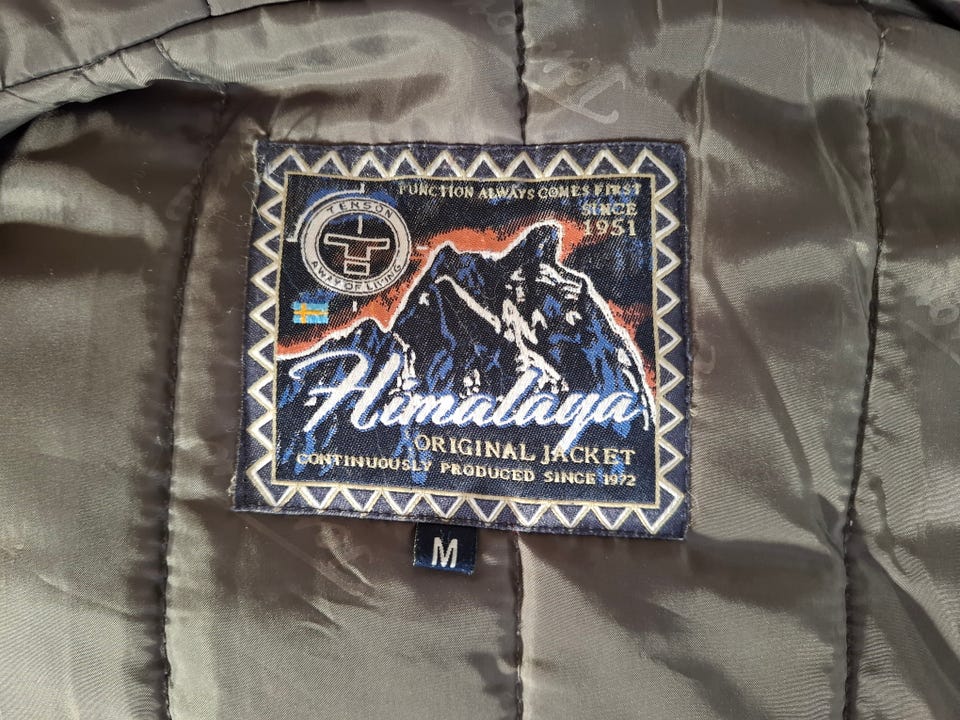 FUNCTION ALWAYS COMES FIRST
SINCE
1951
TENSON
A WAY OF LIVING
Himalaya
ORIGINAL JACKET
CONTINUOUSLY PRODUCED SINCE 1972
M